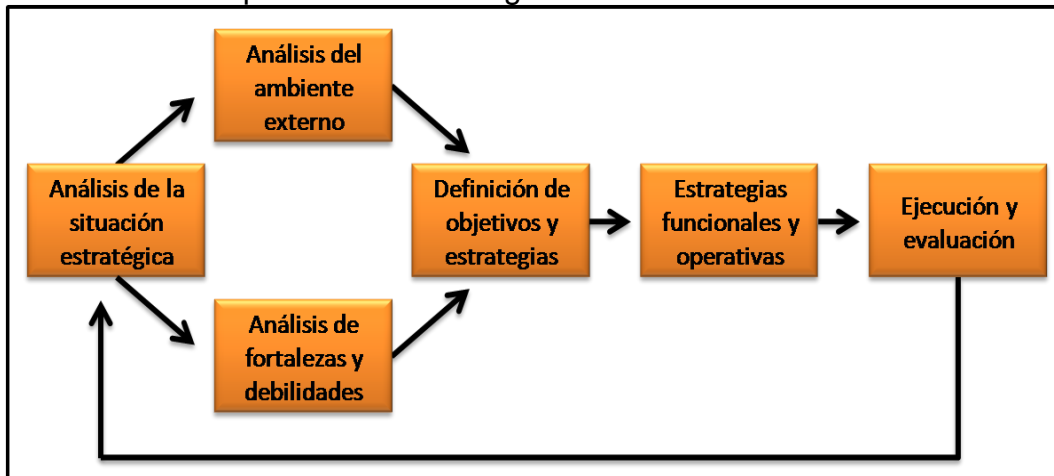 Análisis del
ambiente
externo
Análisis de la
situación
estratégica
Definición de
objetivos y
estrategias
Estrategias
funcionales y
operativas
Ejecución y
evaluación
Análisis de
fortalezas y
debilidades